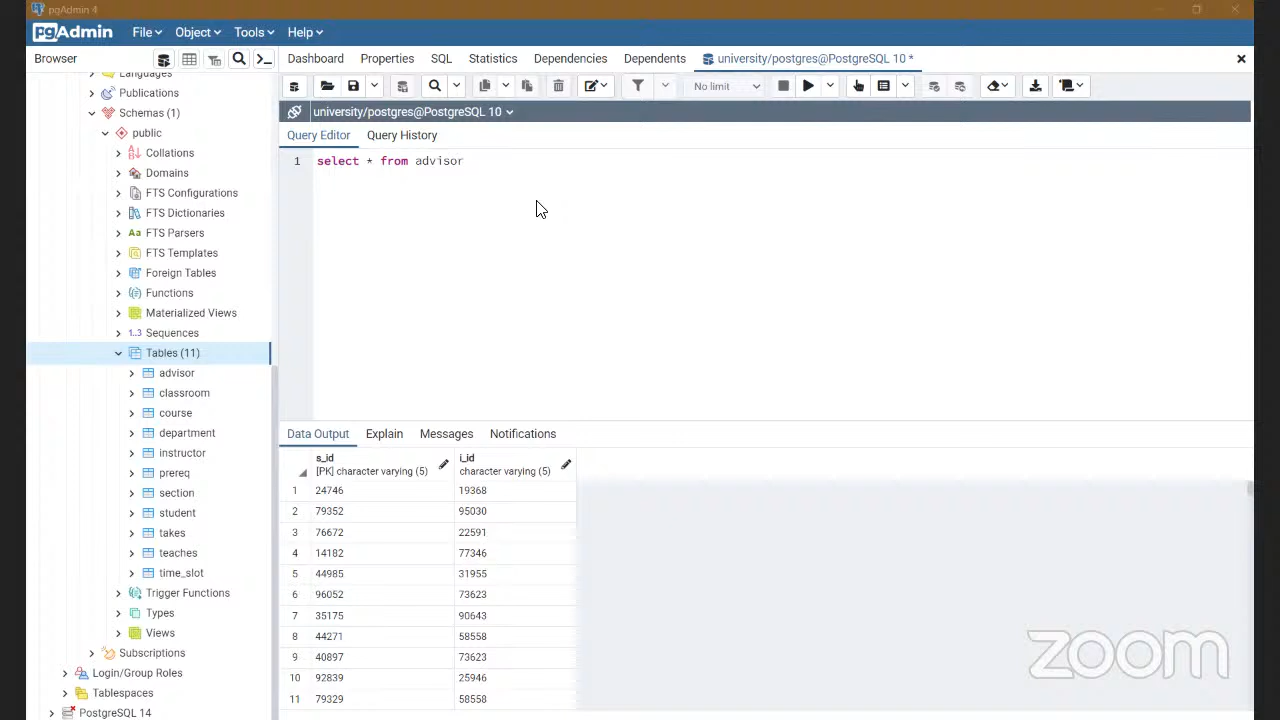 pgAdmin 4
pgAdmin File Object Tools Help
Browser Dashboard Properties SQL Statistics Dependencies Dependents university/postgres@PostgreSQL 10 *
No limit
university/postgres@PostgreSQL 10
Query Editor Query History
1 select * from advisor
Languages
Publications
Schemas (1)
public
Collations
Domains
FTS Configurations
FTS Dictionaries
Aa FTS Parsers
FTS Templates
Foreign Tables
Functions
Materialized Views
1..3 Sequences
Tables (11)
advisor
classroom
course
department
instructor
prereq
section
student
takes
teaches
time_slot
Trigger Functions
Types
Views
Subscriptions
Login/Group Roles
Tablespaces
PostgreSQL 14
Data Output Explain Messages Notifications
s_id i_id
[PK] character varying (5) character varying (5)
1 24746 19368
2 79352 95030
3 76672 22591
4 14182 77346
5 44985 31955
6 96052 73623
7 35175 90643
8 44271 58558
9 40897 73623
10 92839 25946
11 79329 58558
zoom